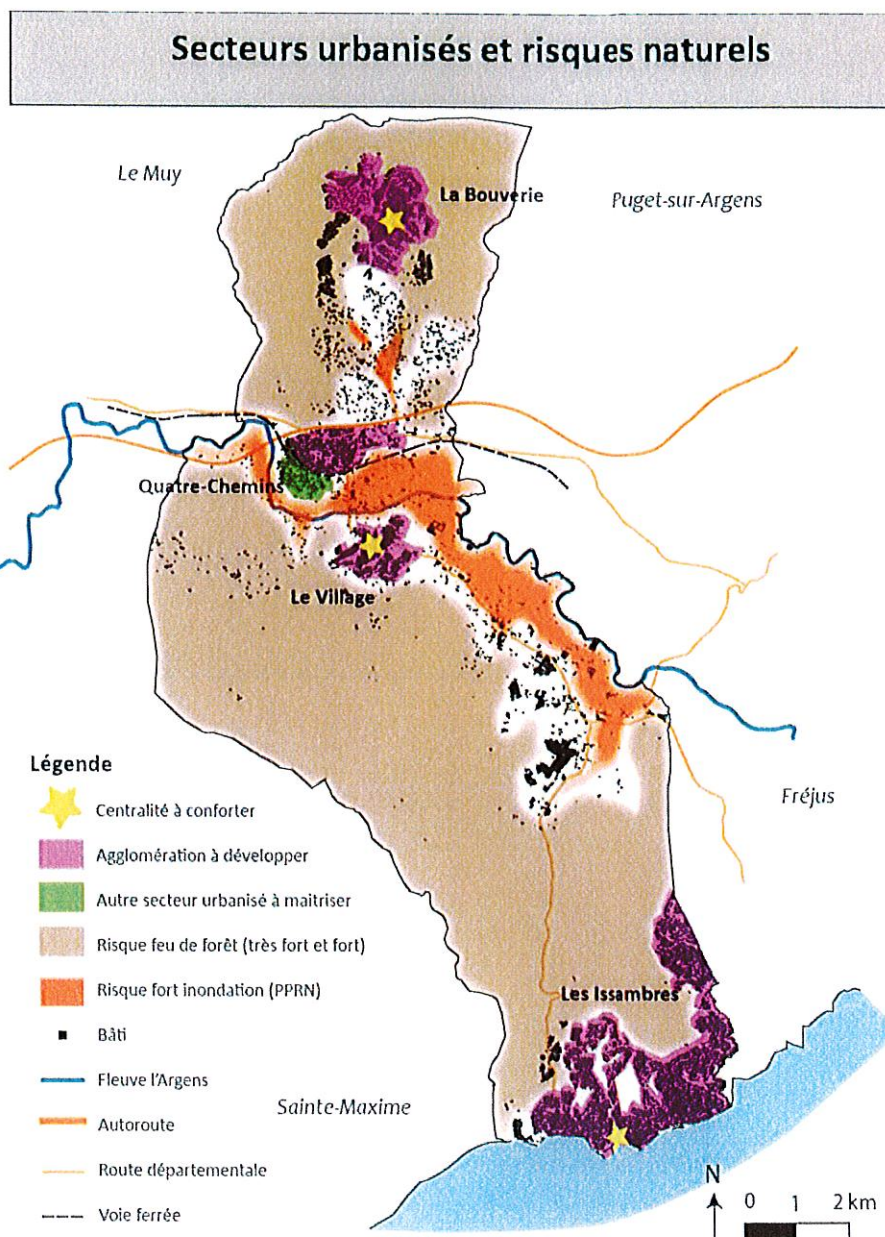 Secteurs urbanisés et risques naturels
Le Muy
La Bouverie
Puget-sur-Argens
Quatre-Chemins
Le Village
Fréjus
Les Issambres
Sainte-Maxime
Légende
Centralité à conforter
Agglomération à développer
Autre secteur urbanisé à maitriser
Risque feu de forêt (très fort et fort)
Risque fort inondation (PPRN)
Bâti
Fleuve l'Argens
Autoroute
Route départementale
Voie ferrée
N
0 1 2 km